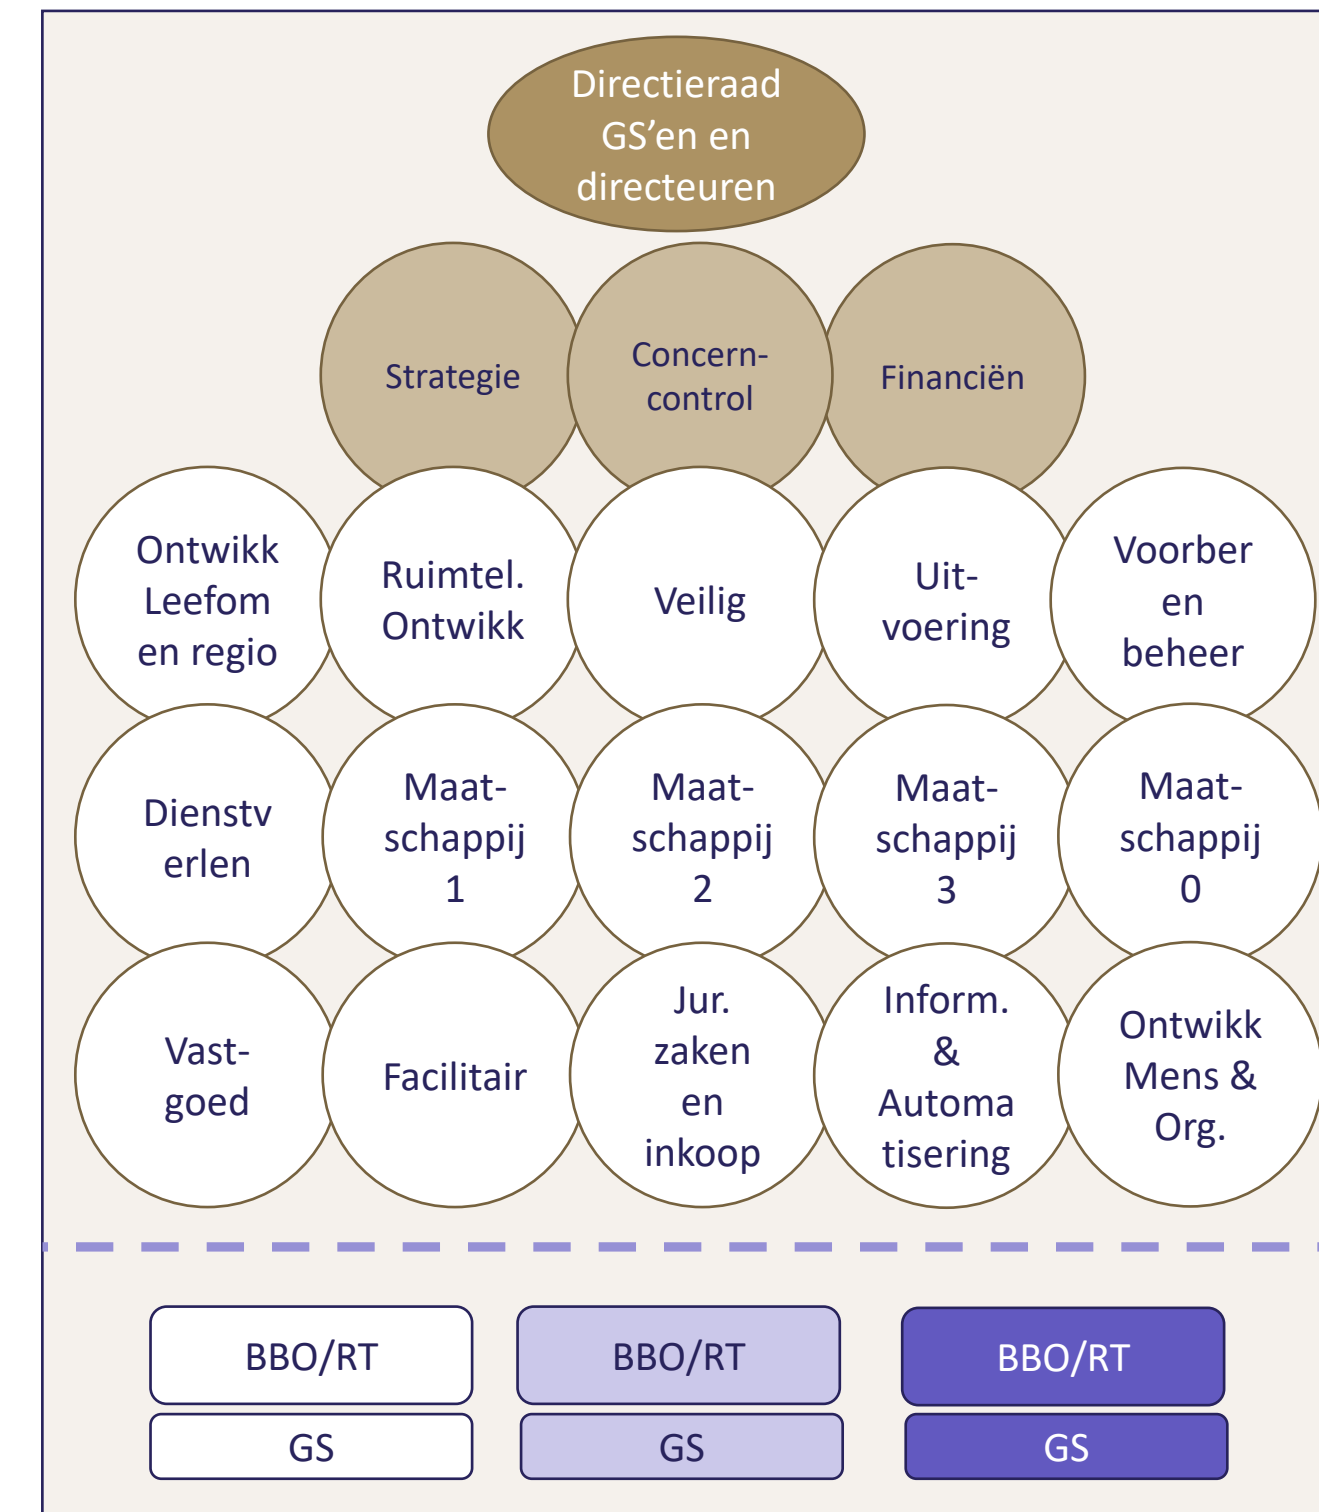 Directieraad
GS’en en
directeuren
Strategie
Concern-
control
Financiën
Ontwikk
Leefom
en regio
Ruimtel.
Ontwikk
Veilig
Uit-
voering
Voorber
en
beheer
Dienstv
erlen
Maat-
schappij
1
Maat-
schappij
2
Maat-
schappij
3
Maat-
schappij
0
Vast-
goed
Facilitair
Jur.
zaken
en
inkoop
Inform.
&
Automa
tisering
Ontwikk
Mens &
Org.
BBO/RT
GS
BBO/RT
GS
BBO/RT
GS